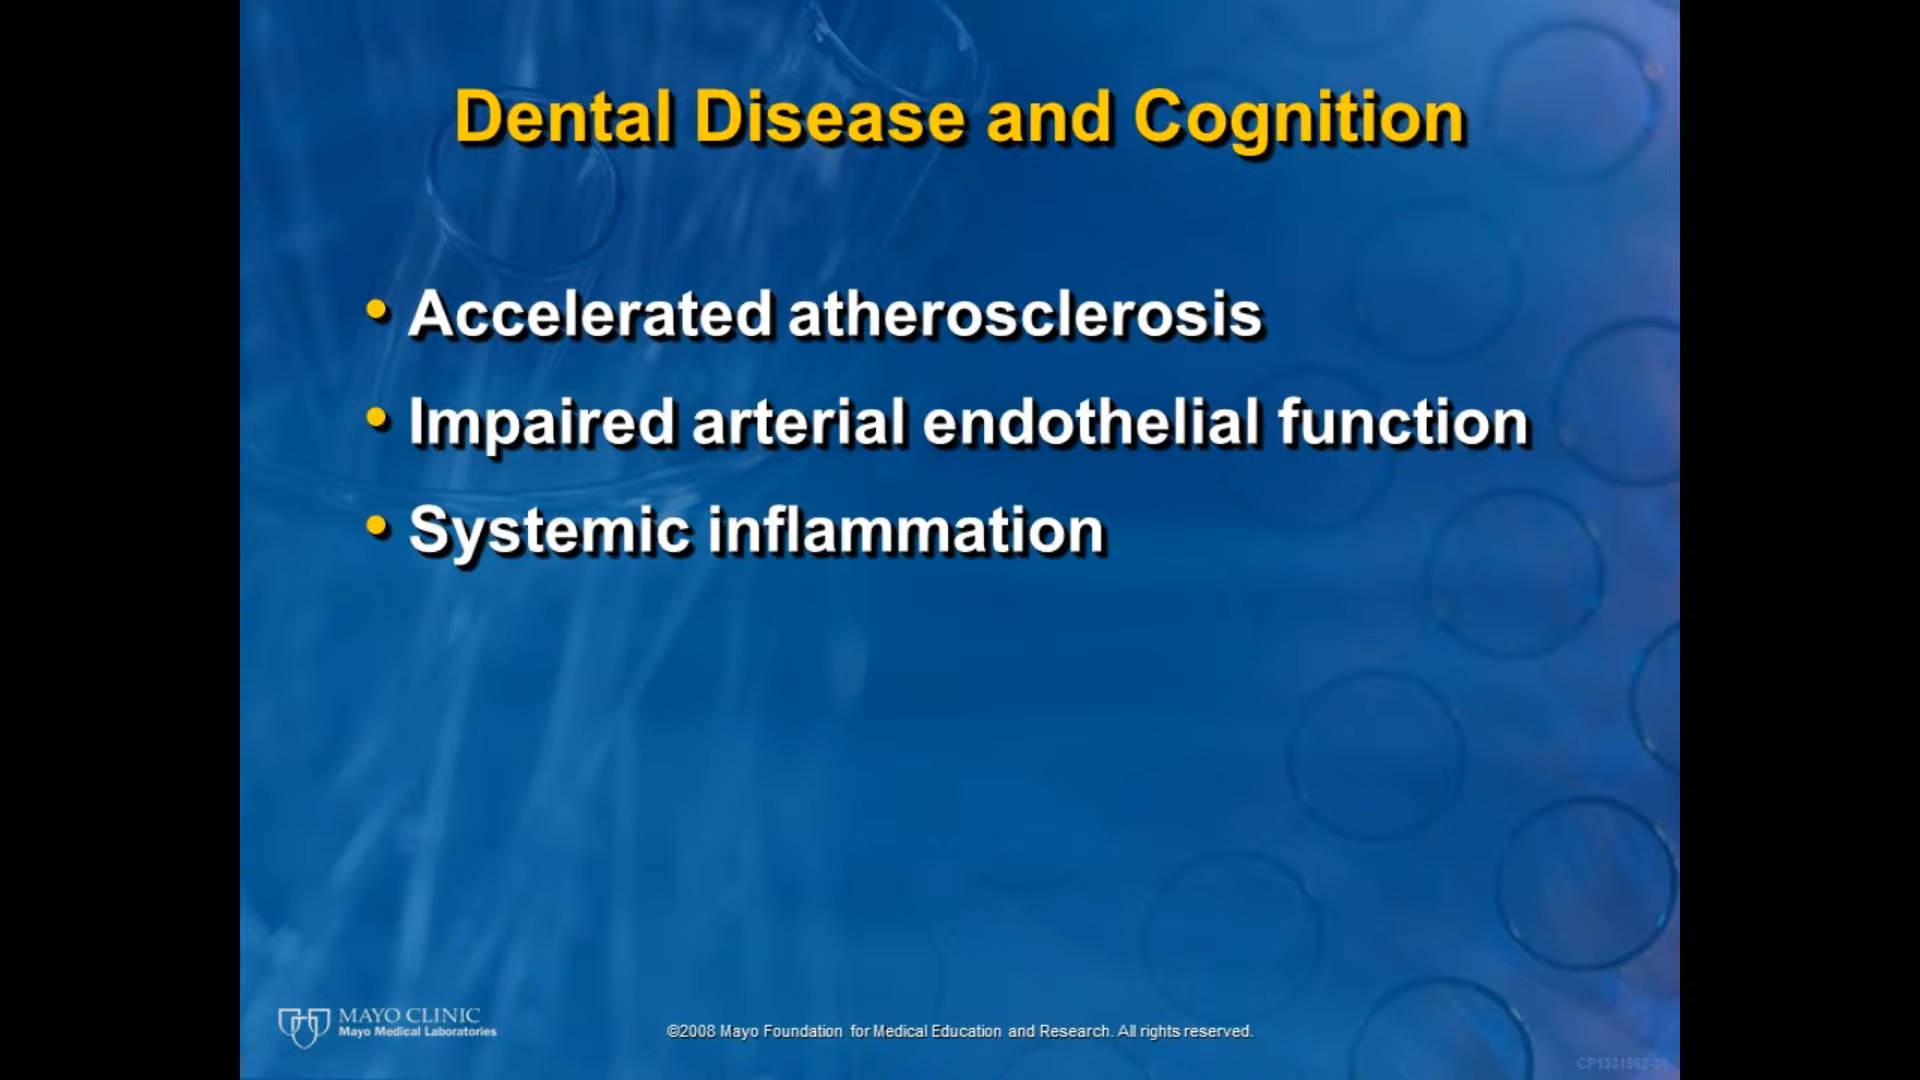 Dental Disease and Cognition
• Accelerated atherosclerosis
• Impaired arterial endothelial function
• Systemic inflammation
MAYO CLINIC
Mayo Medical Laboratories
©2008 Mayo Foundation for Medical Education and Research. All rights reserved.